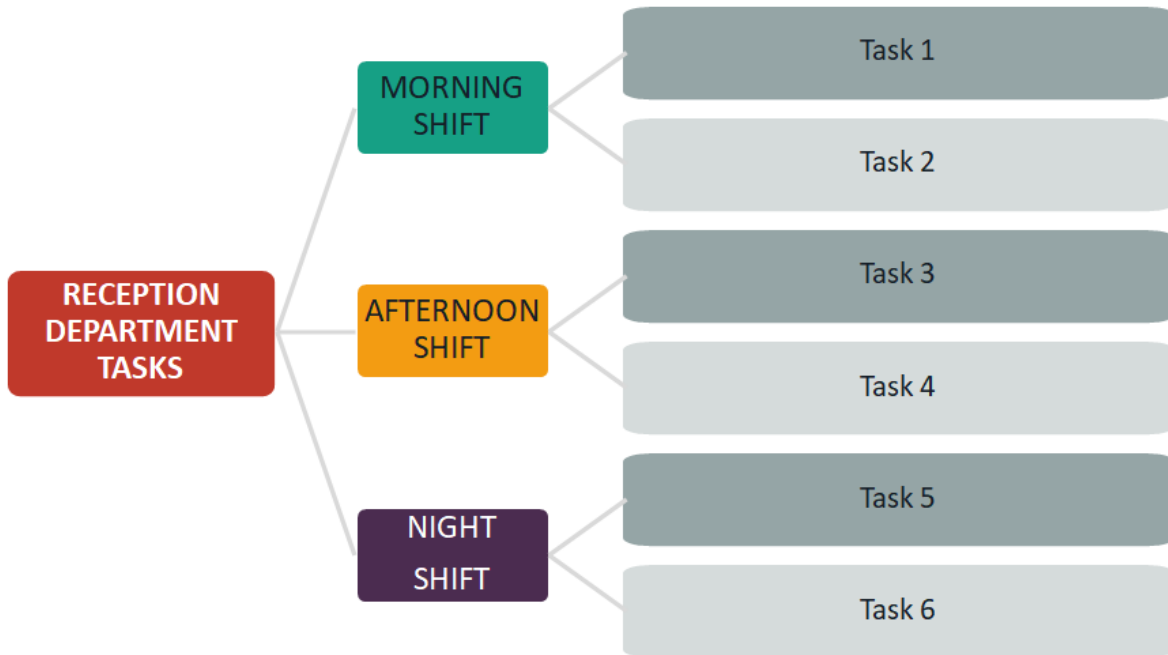 RECEPTION
DEPARTMENT
TASKS
MORNING
SHIFT
Task 1
Task 2
AFTERNOON
SHIFT
Task 3
Task 4
NIGHT
SHIFT
Task 5
Task 6